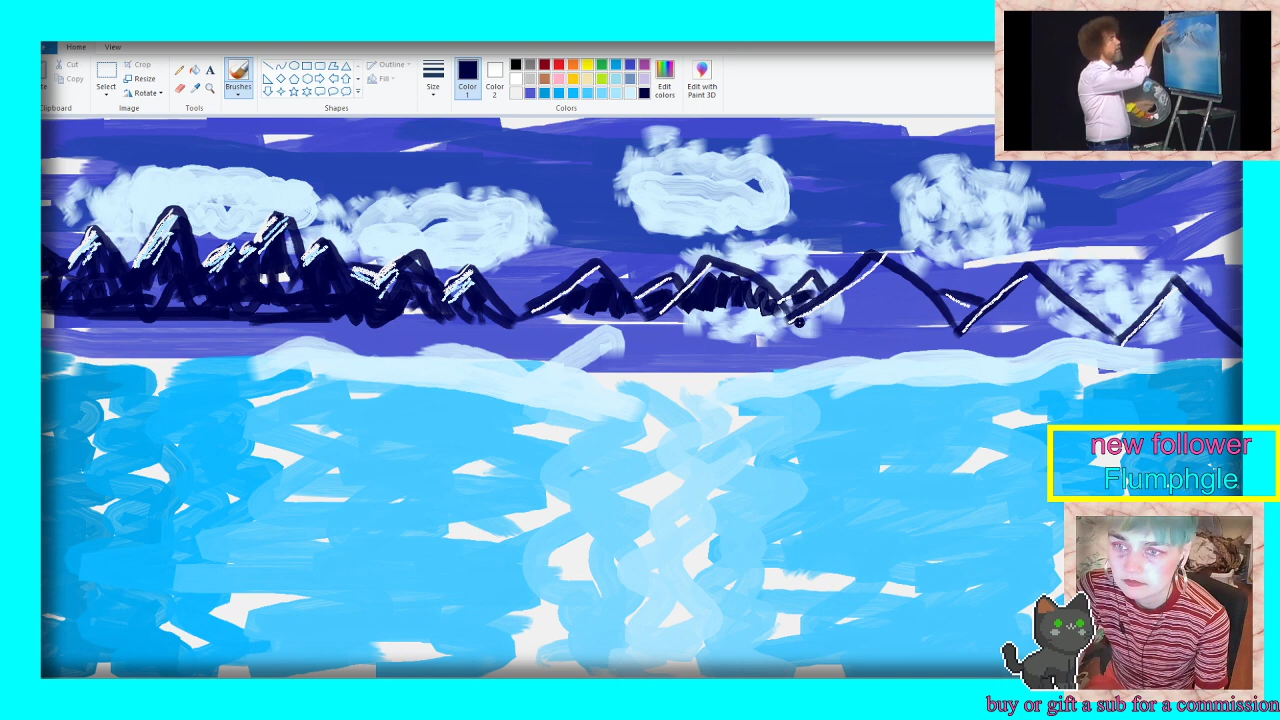 Home View
Cut
Copy
Clipboard
Select
Crop
Resize
Rotate
Image
A
Tools
Brushes
Outline
Fill
Shapes
Size
Color
1
Color
2
Colors
Edit
colors
Edit with
Paint 3D
new follower
Flumphgle
buy or gift a sub for a commission